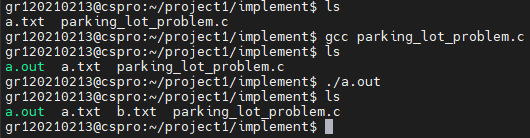 gr120210213@cspro:~/project1/implement$ ls
a.txt  parking_lot_problem.c
gr120210213@cspro:~/project1/implement$ gcc parking_lot_problem.c
gr120210213@cspro:~/project1/implement$ ls
a.out  a.txt  parking_lot_problem.c
gr120210213@cspro:~/project1/implement$ ./a.out
gr120210213@cspro:~/project1/implement$ ls
a.out  a.txt  b.txt  parking_lot_problem.c
gr120210213@cspro:~/project1/implement$